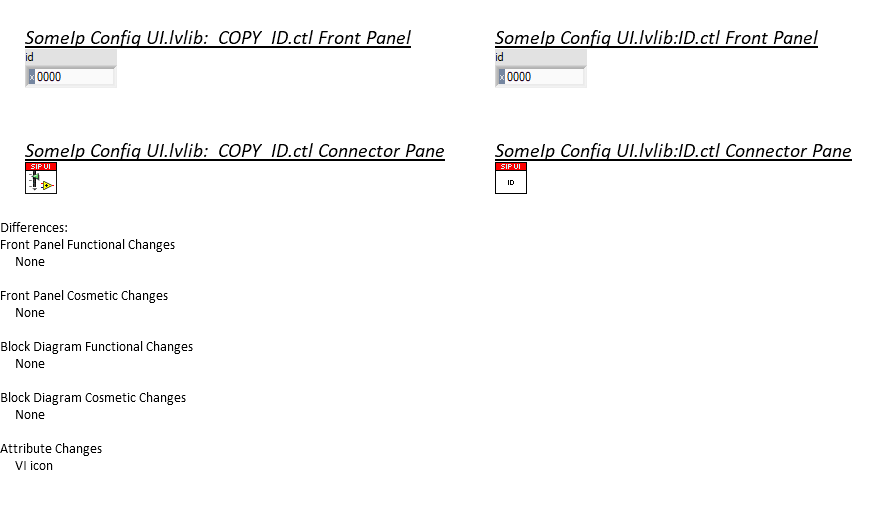 SomeIp Config UI.lvlib:  COPY  ID.ctl Front Panel
id
x 0000
SomeIp Config UI.lvlib:ID.ctl Front Panel
id
x 0000
SomeIp Config UI.lvlib:  COPY  ID.ctl Connector Pane
SIP UI
SomeIp Config UI.lvlib:ID.ctl Connector Pane
SIP UI
ID
Differences:
Front Panel Functional Changes
None
Front Panel Cosmetic Changes
None
Block Diagram Functional Changes
None
Block Diagram Cosmetic Changes
None
Attribute Changes
VI icon